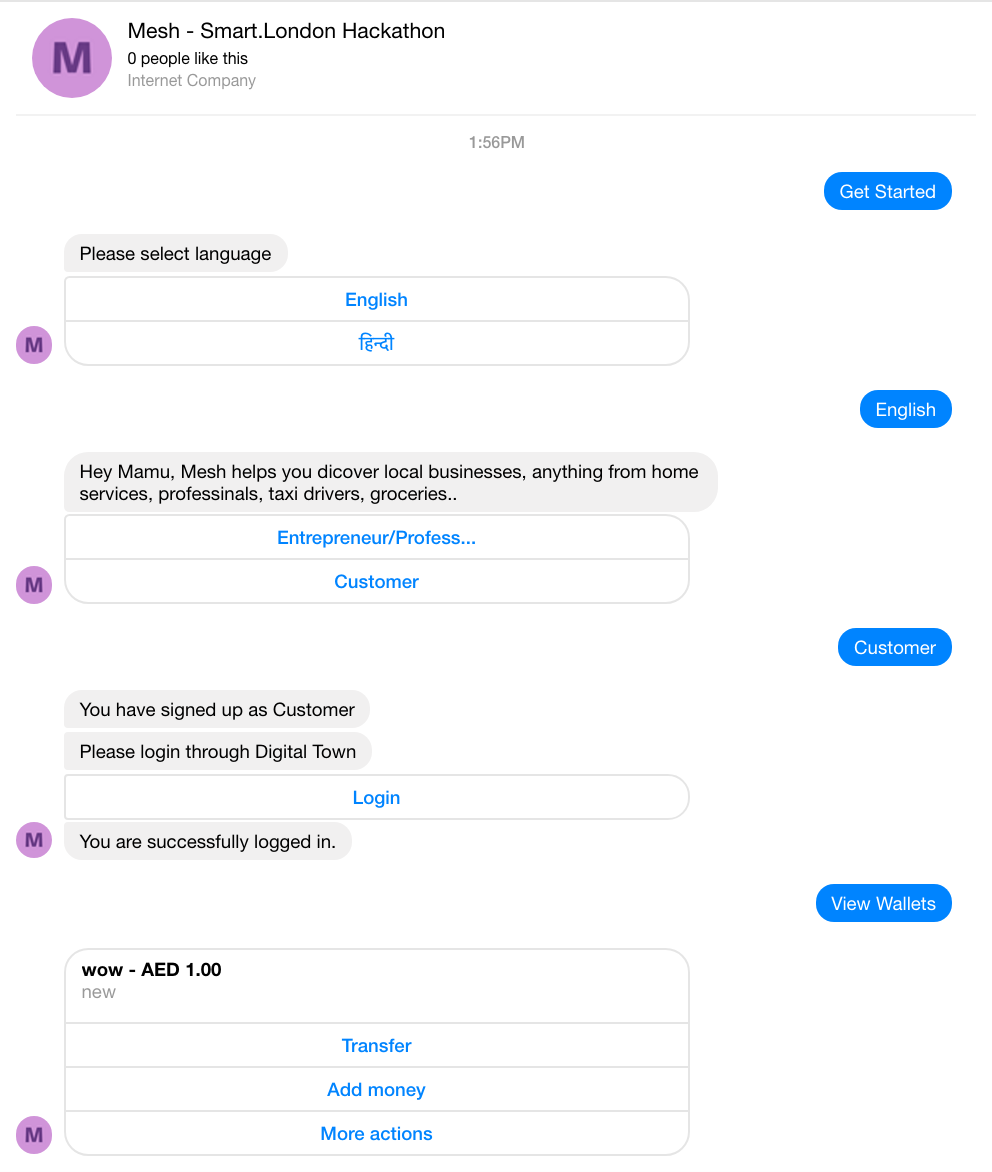 M
Mesh - Smart.London Hackathon
0 people like this
Internet Company
1:56PM
Get Started
Please select language
English
हिन्दी
M
English
Hey Mamu, Mesh helps you dicover local businesses, anything from home
services, professinals, taxi drivers, groceries..
Entrepreneur/Profess...
Customer
M
Customer
You have signed up as Customer
Please login through Digital Town
Login
You are successfully logged in.
M
View Wallets
wow - AED 1.00
new
Transfer
Add money
More actions
M